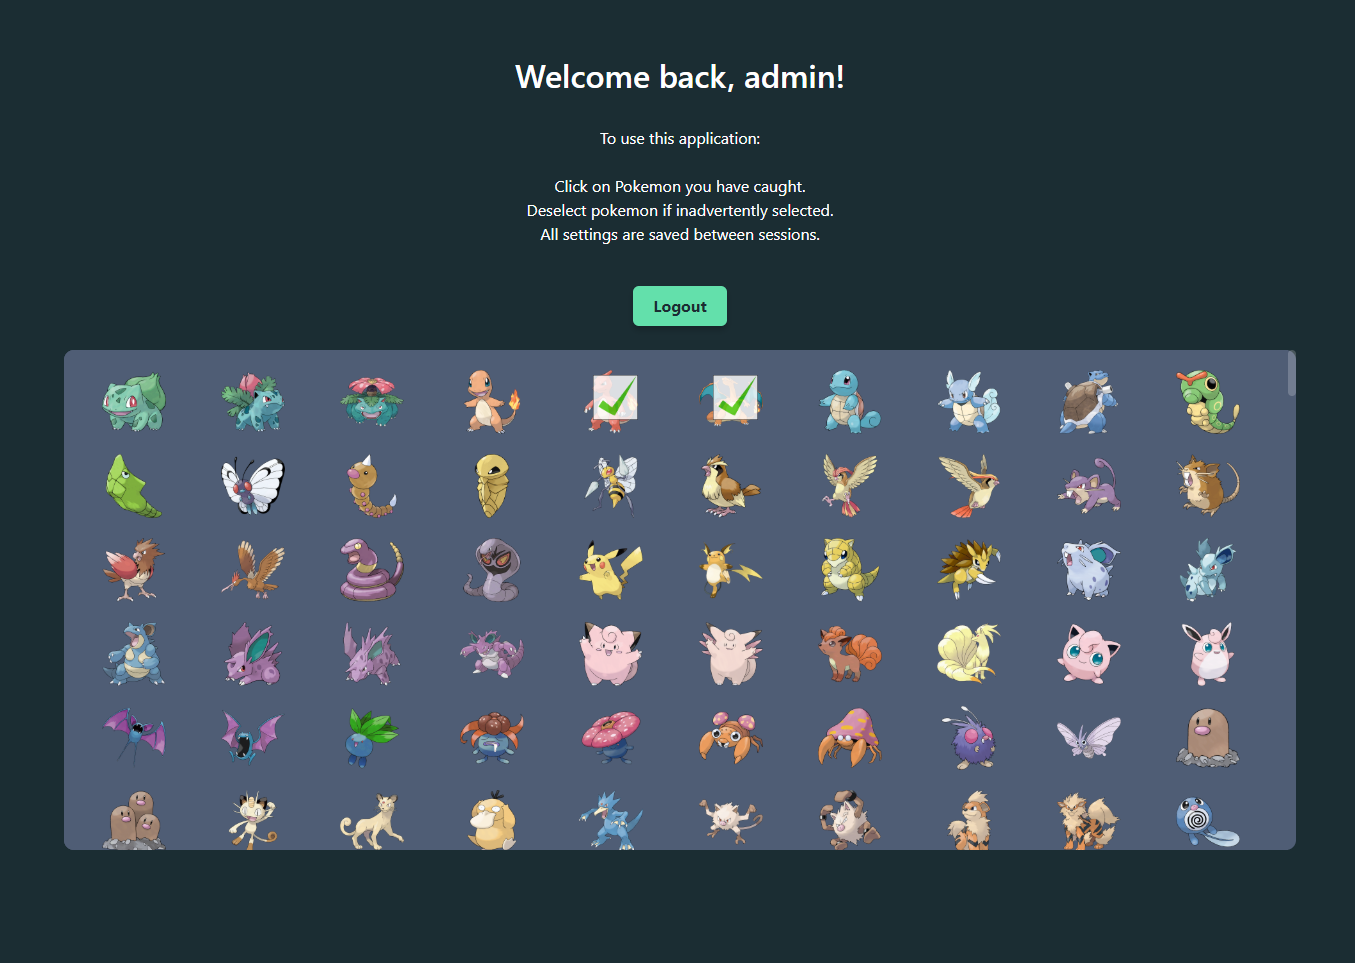 Welcome back, admin!
To use this application:
Click on Pokemon you have caught.
Deselect pokemon if inadvertently selected.
All settings are saved between sessions.
Logout